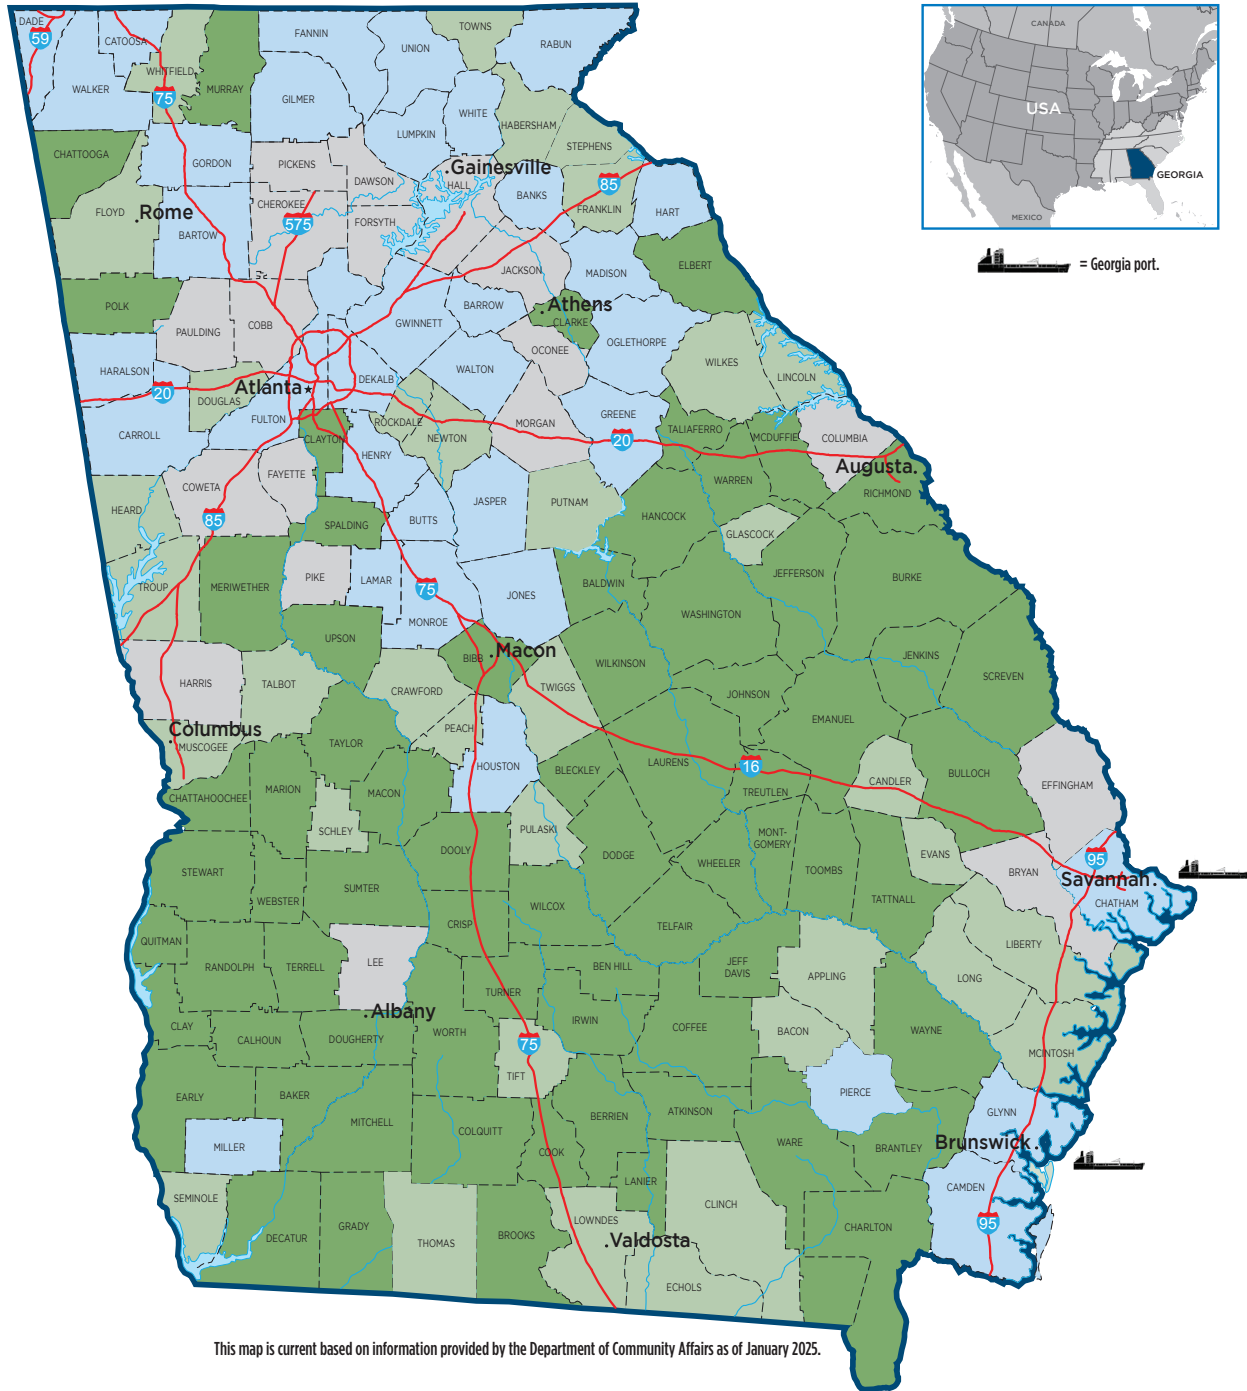 DADE
59
CATOOSA
WALKER
WHITFIELD
75
MURRAY
FANNIN
GILMER
UNION
TOWNS
RABUN
WHITE
LUMPKIN
HABERSHAM
STEPHENS
CHATTOOGA
GORDON
PICKENS
DAWSON
Gainesville
HALL
BANKS
85
FRANKLIN
HART
FLOYD
Rome
BARTOW
CHEROKEE
575
FORSYTH
JACKSON
MADISON
ELBERT
POLK
PAULDING
COBB
GWINNETT
BARROW
Athens
CLARKE
OCONEE
OGLETHORPE
WILKES
LINCOLN
HARALSON
20
DOUGLAS
Atlanta
FULTON
DEKALB
WALTON
ROCKDALE
NEWTON
MORGAN
GREENE
20
TALIAFERRO
MCDUFFIE
COLUMBIA
Augusta
RICHMOND
CARROLL
CLAYTON
HENRY
FAYETTE
COWETA
85
HEARD
SPALDING
BUTTS
JASPER
PUTNAM
HANCOCK
WARREN
GLASCOCK
JEFFERSON
BURKE
TROUP
MERIWETHER
PIKE
LAMAR
75
MONROE
JONES
BALDWIN
WASHINGTON
UPSON
BIBB
Macon
WILKINSON
JENKINS
SCREVEN
HARRIS
TALBOT
CRAWFORD
TWIGGS
JOHNSON
EMANUEL
Columbus
MUSCOGEE
TAYLOR
PEACH
HOUSTON
BLECKLEY
LAURENS
16
TREUTLEN
CANDLER
BULLOCH
EFFINGHAM
CHATTAHOOCHEE
MARION
MACON
SCHLEY
PULASKI
DOOLY
DODGE
WHEELER
MONT-
GOMERY
TOOMBS
EVANS
BRYAN
95
Savannah
CHATHAM
STEWART
WEBSTER
SUMTER
CRISP
WILCOX
TELFAIR
TATTNALL
LIBERTY
LONG
QUITMAN
RANDOLPH
TERRELL
LEE
BEN HILL
JEFF
DAVIS
APPLING
TURNER
Albany
CLAY
CALHOUN
DOUGHERTY
WORTH
IRWIN
COFFEE
BACON
WAYNE
MCINTOSH
75
TIFT
EARLY
BAKER
MITCHELL
COLQUITT
BERRIEN
ATKINSON
PIERCE
GLYNN
MILLER
COOK
WARE
BRANTLEY
Brunswick
SEMINOLE
DECATUR
GRADY
THOMAS
BROOKS
LANIER
LOWNDES
Valdosta
CLINCH
ECHOLS
CHARLTON
CAMDEN
95
CANADA
USA
GEORGIA
MEXICO
= Georgia port.
This map is current based on information provided by the Department of Community Affairs as of January 2025.